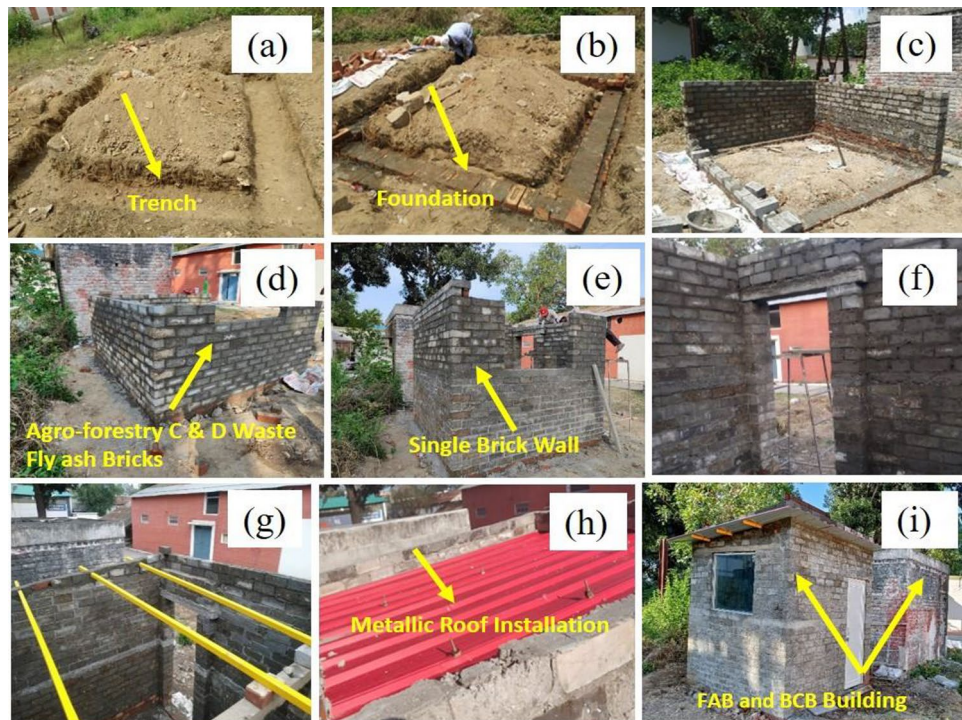 (a)
Trench
(b)
Foundation
(c)
(d)
Agro-forestry C & D Waste
Fly ash Bricks
(e)
Single Brick Wall
(f)
(g)
(h)
Metallic Roof Installation
(i)
FAB and BCB Building